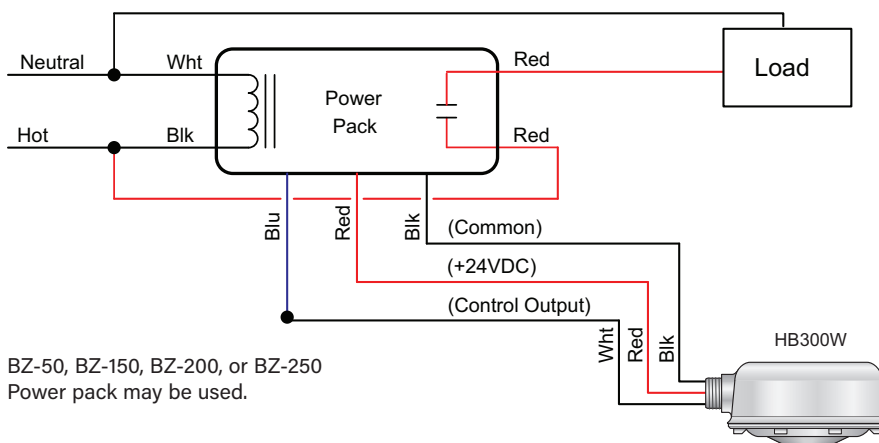 Neutral
Wht
Red
Load
Power
Pack
Hot
Blk
Red
Blu
Red
Blk
(Common)
(+24VDC)
(Control Output)
Wht
Red
Blk
HB300W
BZ-50, BZ-150, BZ-200, or BZ-250
Power pack may be used.